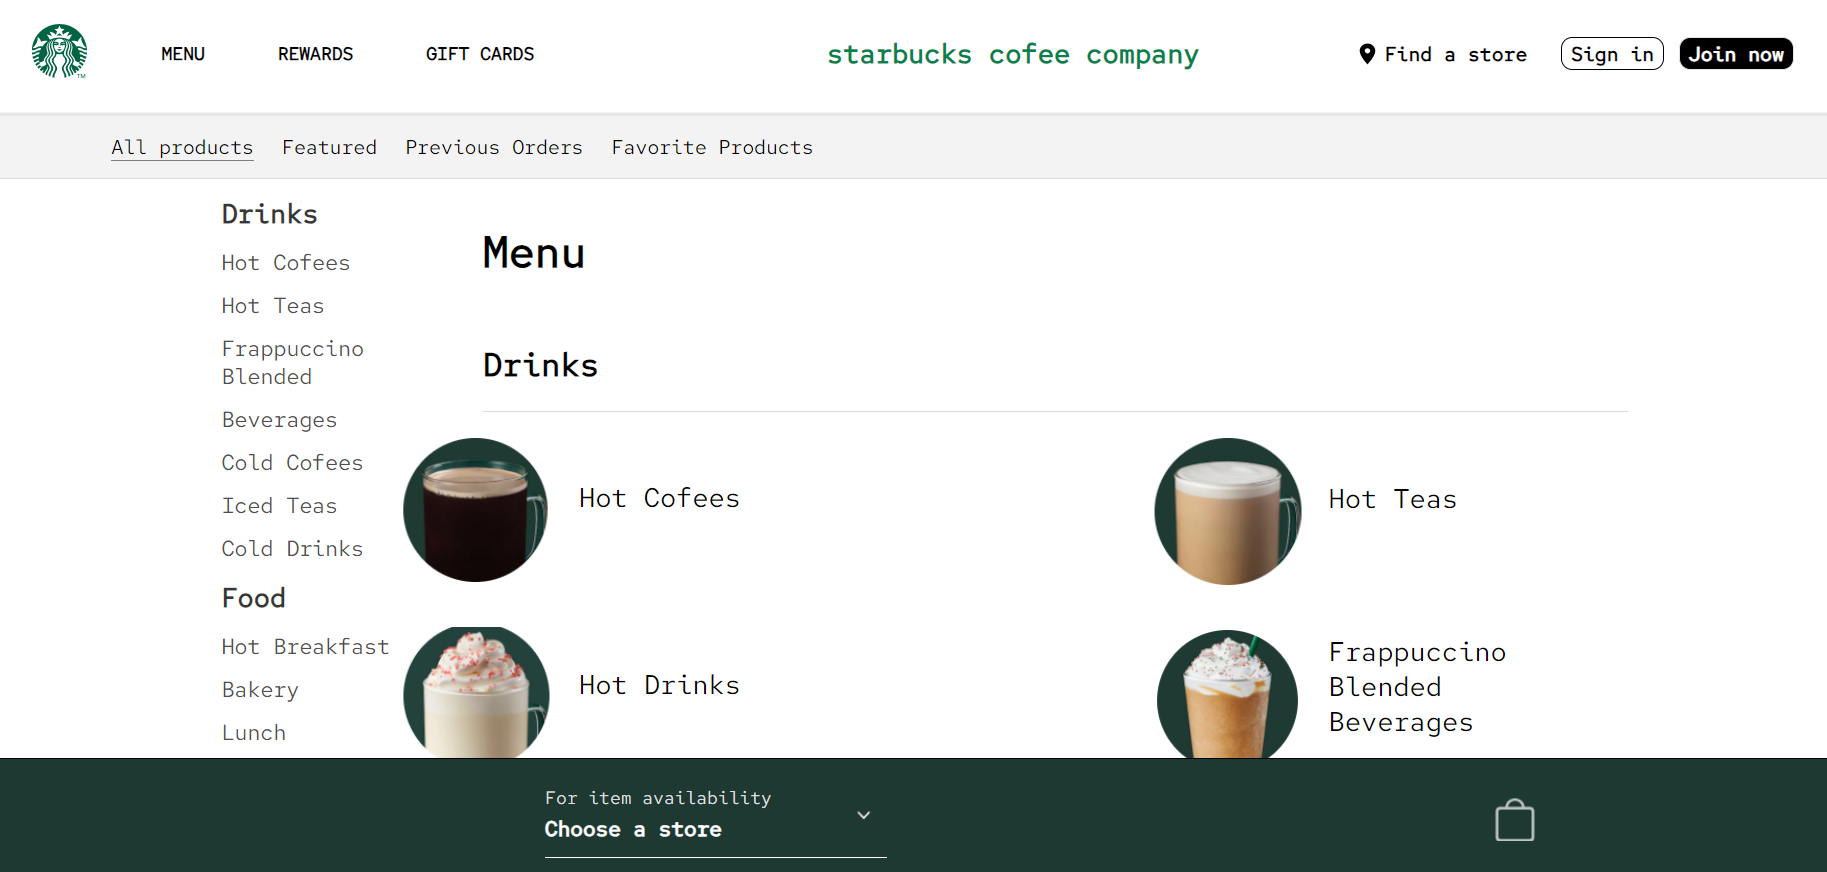 MENU
REWARDS
GIFT CARDS
starbucks cofee company
Find a store
Sign in
Join now
All products
Featured
Previous Orders
Favorite Products
Drinks
Hot Cofees
Hot Teas
Frappuccino
Blended
Beverages
Cold Cofees
Iced Teas
Cold Drinks
Food
Hot Breakfast
Bakery
Lunch
Menu
Drinks
Hot Cofees
Hot Teas
Hot Drinks
Frappuccino
Blended
Beverages
For item availability
Choose a store
TM